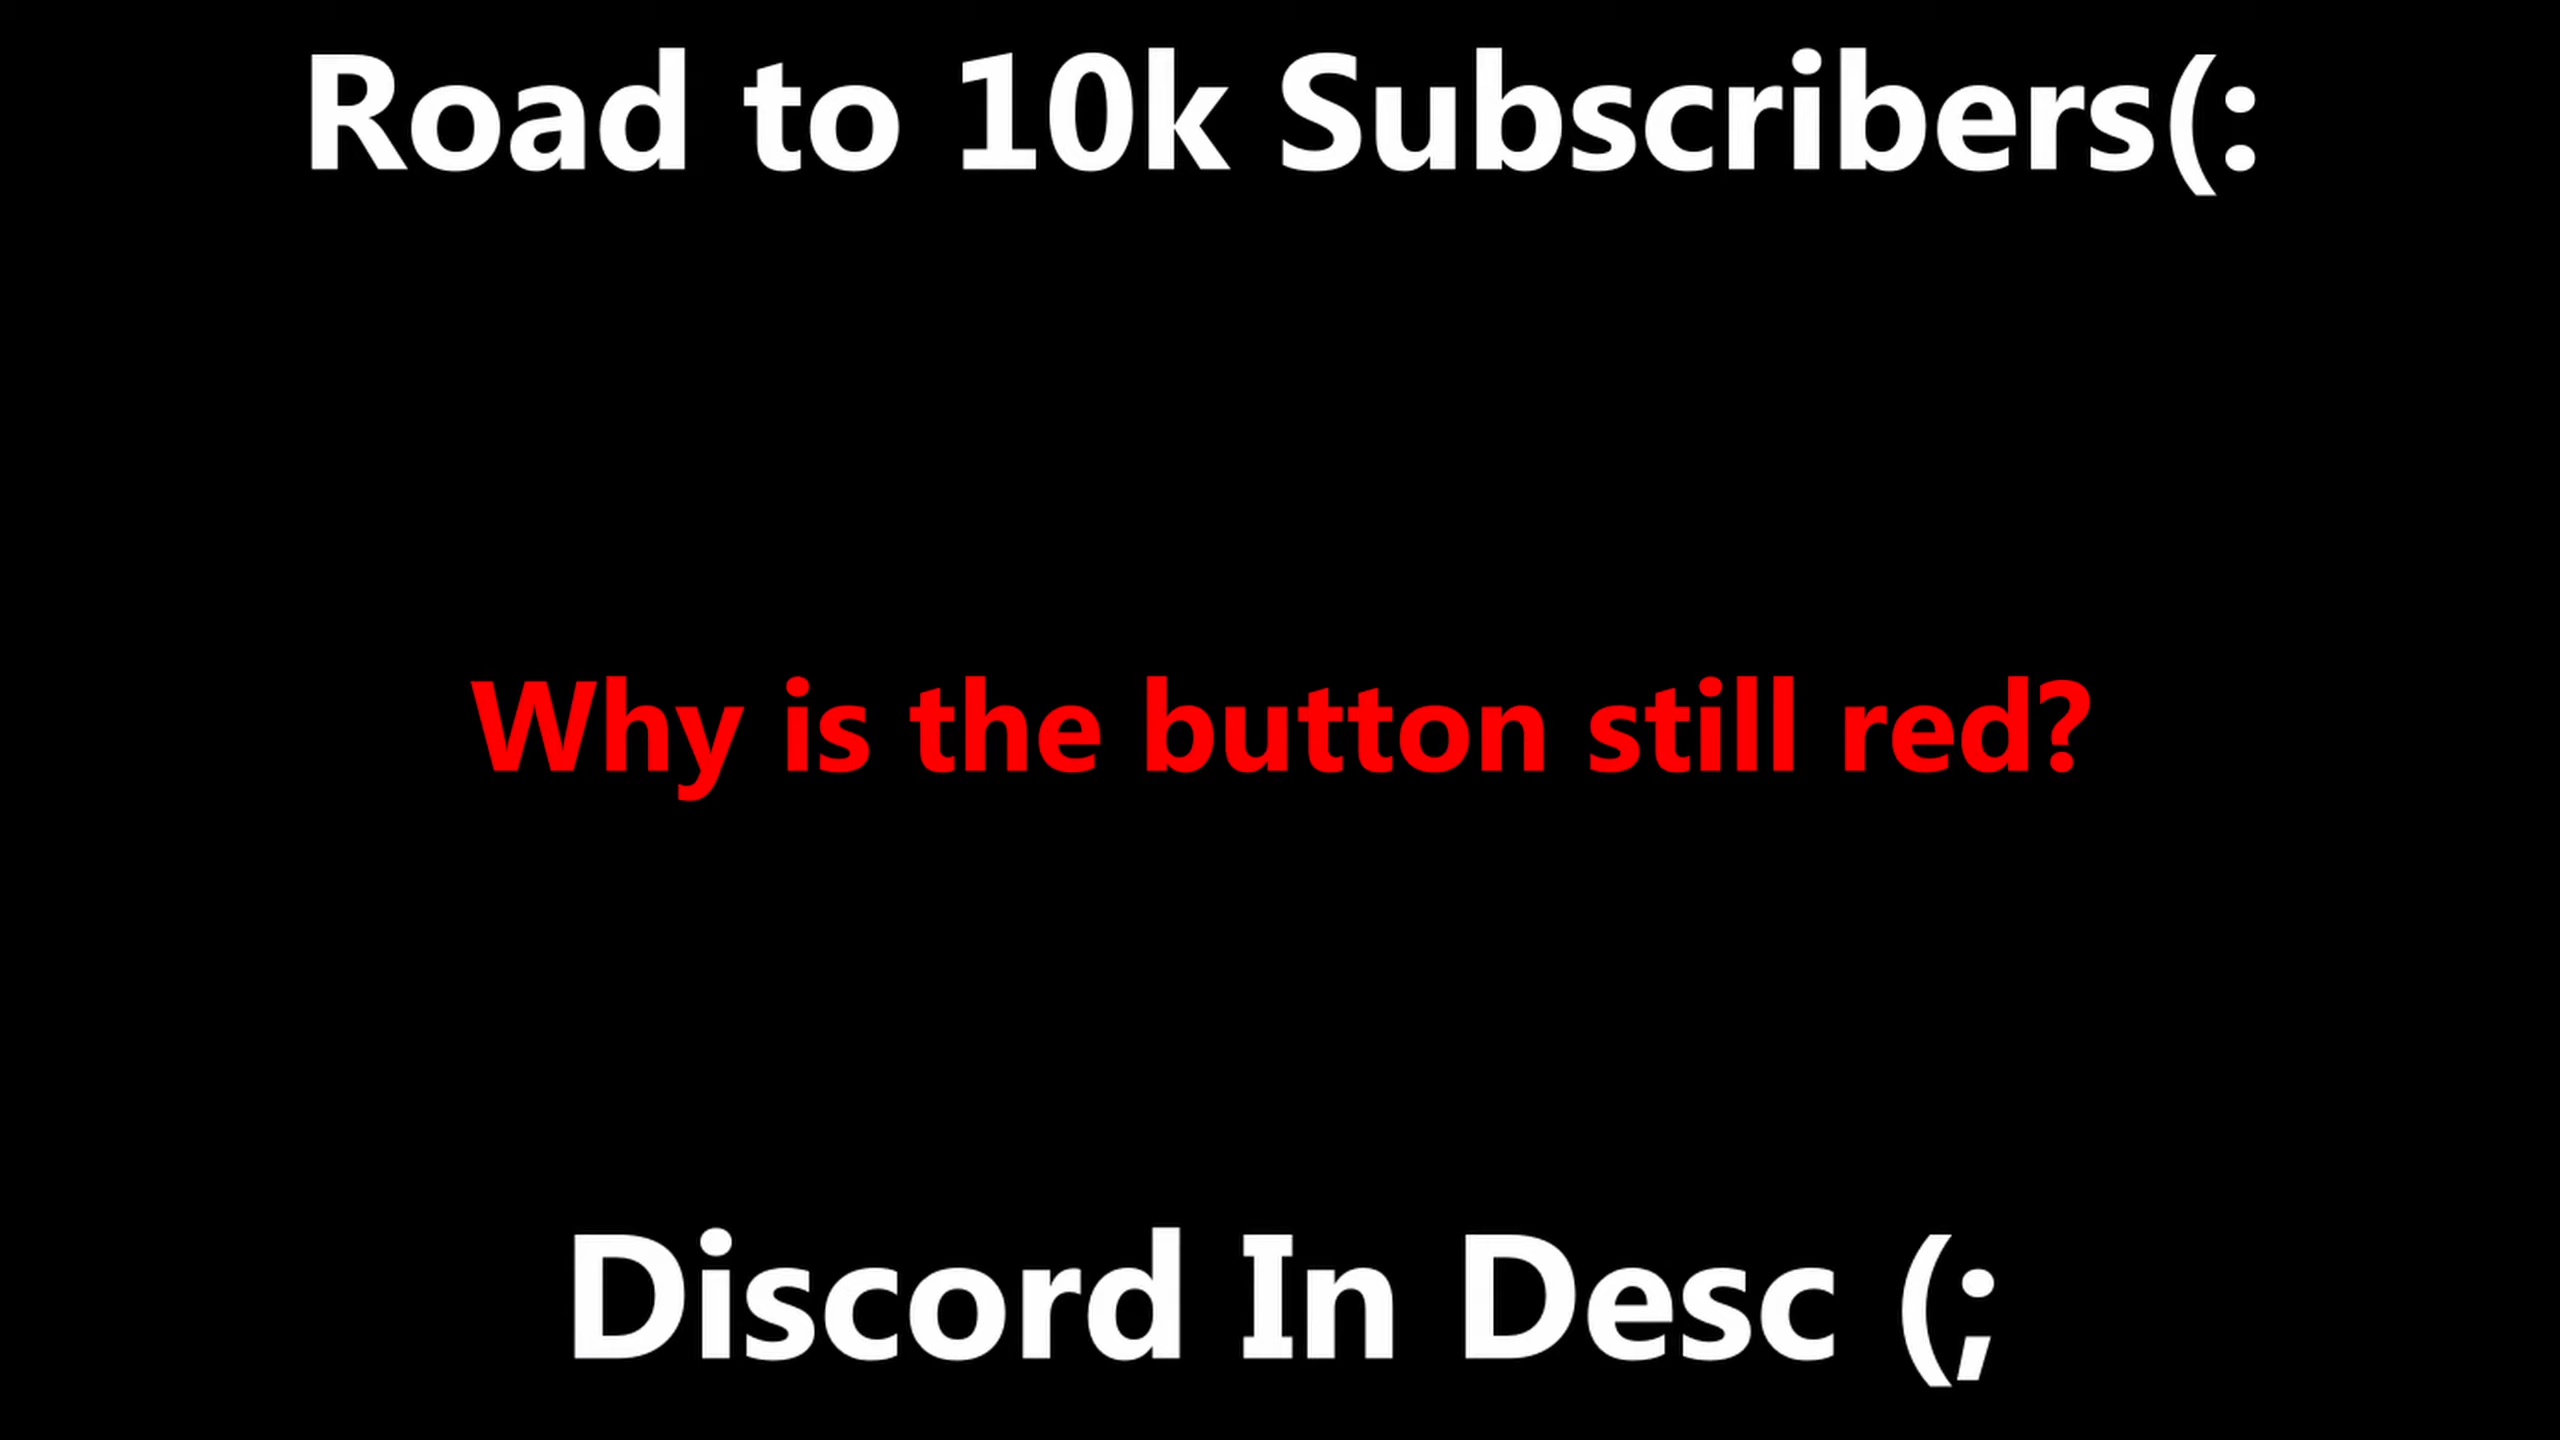 Road to 10k Subscribers(:
Why is the button still red?
Discord In Desc (;